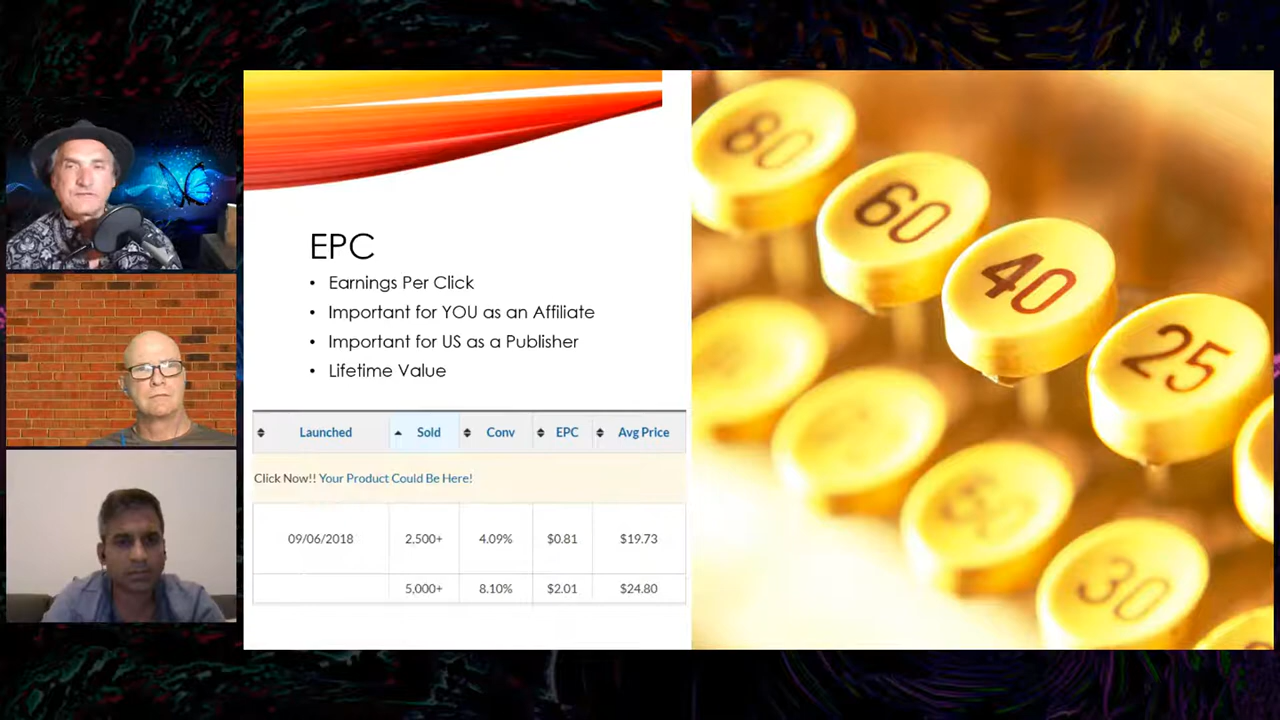 EPC
• Earnings Per Click
• Important for YOU as an Affiliate
• Important for US as a Publisher
• Lifetime Value
Launched Sold Conv EPC Avg Price
Click Now!! Your Product Could Be Here!
09/06/2018 2,500+ 4.09% $0.81 $19.73
5,000+ 8.10% $2.01 $24.80
80
60
40
25
30